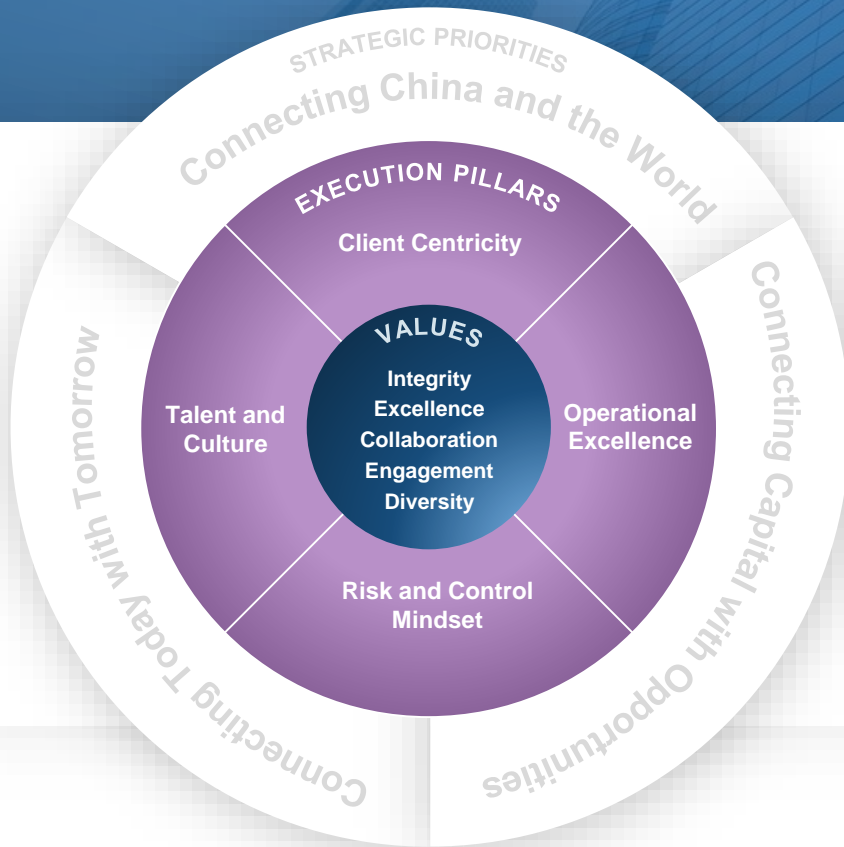 STRATEGIC PRIORITIES
Connecting China and the World
EXECUTION PILLARS
Client Centricity
VALUES
Integrity
Excellence
Collaboration
Engagement
Diversity
Talent and
Culture
Operational
Excellence
Risk and Control
Mindset
Connecting Capital with Opportunities
Connecting Today with Tomorrow